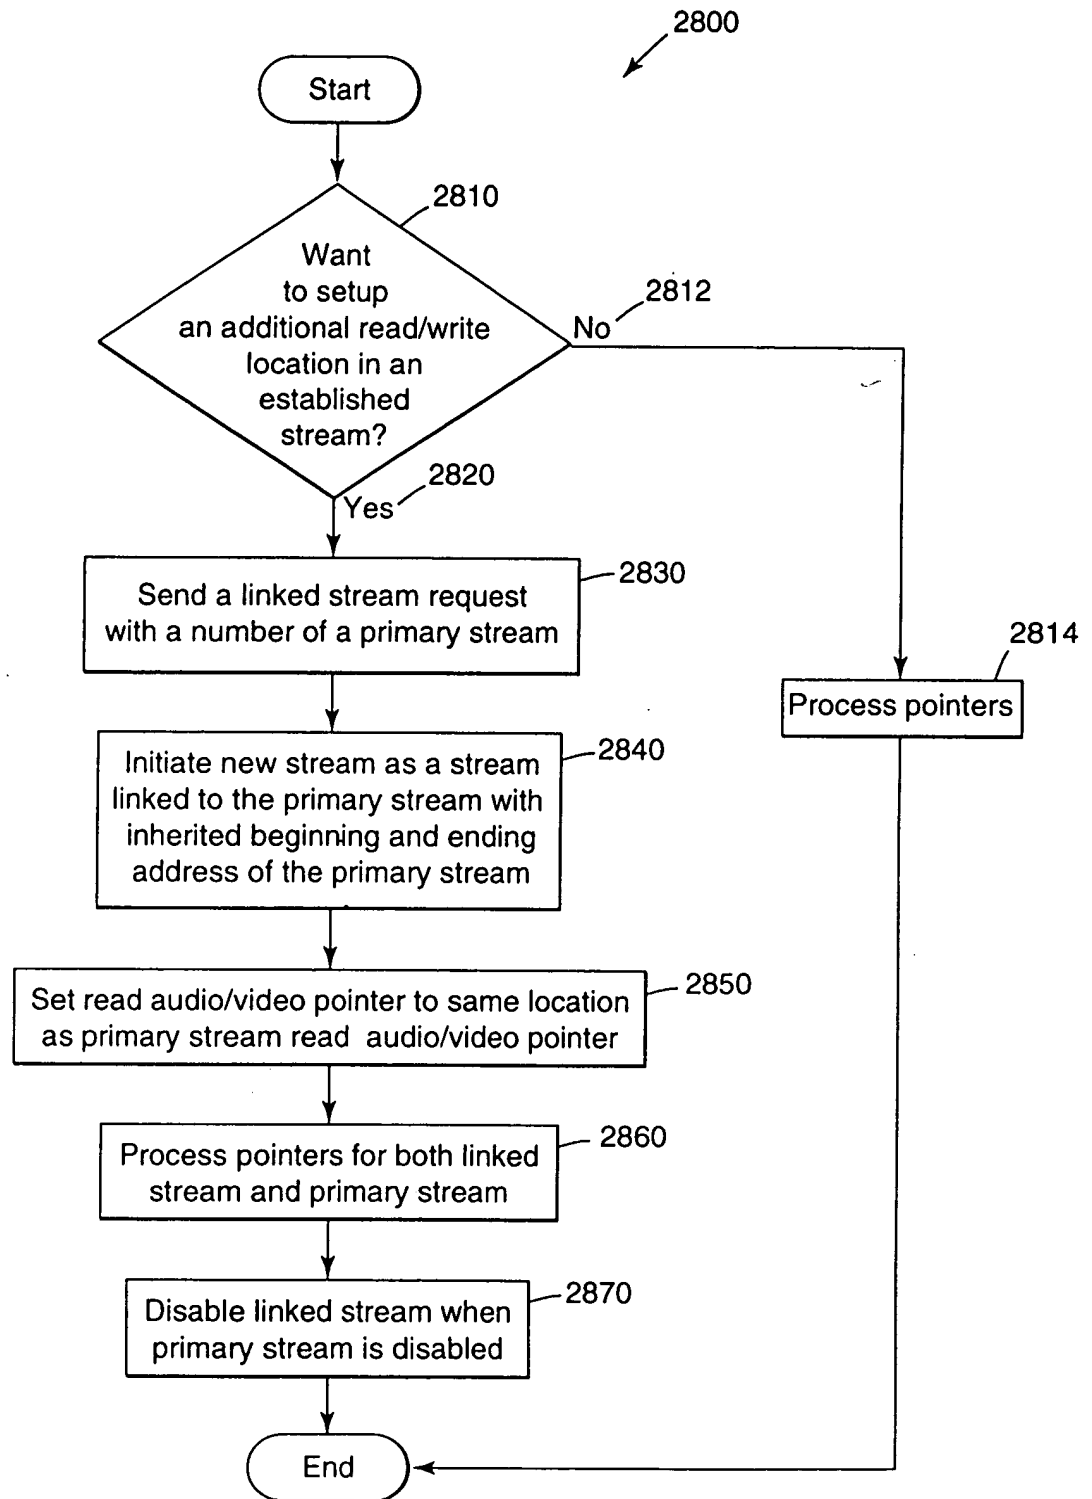 2800
Start
2810
Want
to setup
an additional read/write
location in an
established
stream?
2812
No
2820
Yes
2830
Send a linked stream request
with a number of a primary stream
2814
Process pointers
2840
Initiate new stream as a stream
linked to the primary stream with
inherited beginning and ending
address of the primary stream
2850
Set read audio/video pointer to same location
as primary stream read audio/video pointer
2860
Process pointers for both linked
stream and primary stream
2870
Disable linked stream when
primary stream is disabled
End